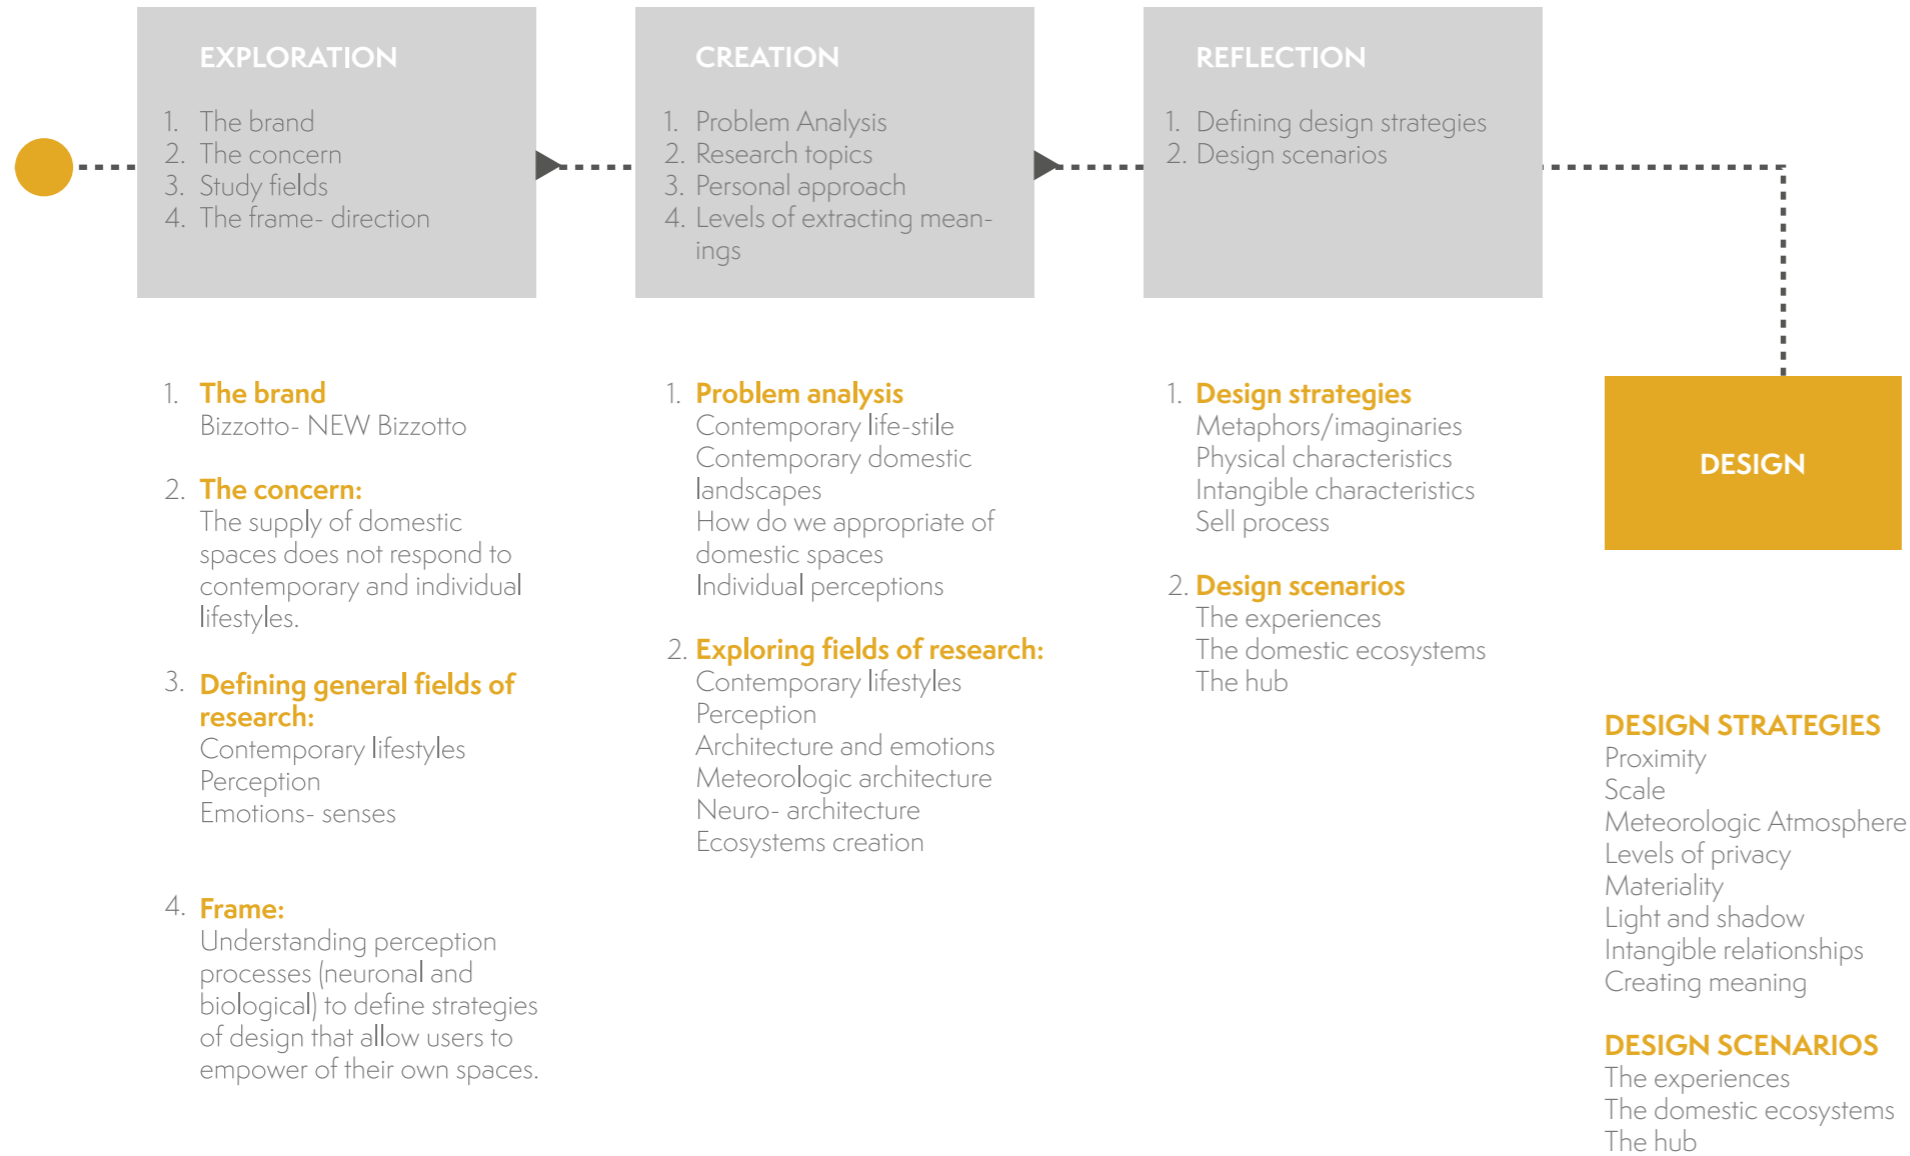 EXPLORATION
1. The brand
2. The concern
3. Study fields
4. The frame- direction
CREATION
1. Problem Analysis
2. Research topics
3. Personal approach
4. Levels of extracting mean-
ings
REFLECTION
1. Defining design strategies
2. Design scenarios
1. The brand
Bizzotto- NEW Bizzotto
2. The concern:
The supply of domestic
spaces does not respond to
contemporary and individual
lifestyles.
3. Defining general fields of
research:
Contemporary lifestyles
Perception
Emotions- senses
4. Frame:
Understanding perception
processes (neuronal and
biological) to define strategies
of design that allow users to
empower of their own spaces.
1. Problem analysis
Contemporary life-stile
Contemporary domestic
landscapes
How do we appropriate of
domestic spaces
Individual perceptions
2. Exploring fields of research:
Contemporary lifestyles
Perception
Architecture and emotions
Meteorologic architecture
Neuro- architecture
Ecosystems creation
1. Design strategies
Metaphors/imaginaries
Physical characteristics
Intangible characteristics
Sell process
2. Design scenarios
The experiences
The domestic ecosystems
The hub
DESIGN
DESIGN STRATEGIES
Proximity
Scale
Meteorologic Atmosphere
Levels of privacy
Materiality
Light and shadow
Intangible relationships
Creating meaning
DESIGN SCENARIOS
The experiences
The domestic ecosystems
The hub